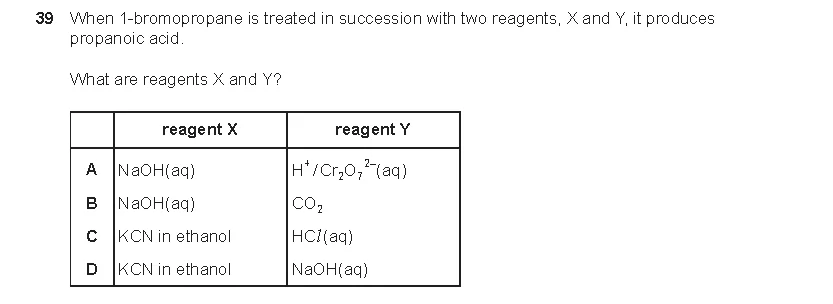 39 When 1-bromopropane is treated in succession with two reagents, X and Y, it produces
propanoic acid.
What are reagents X and Y?
reagent X reagent Y
A NaOH(aq) H⁺/Cr₂O₇²⁻(aq)
B NaOH(aq) CO₂
C KCN in ethanol HCl(aq)
D KCN in ethanol NaOH(aq)